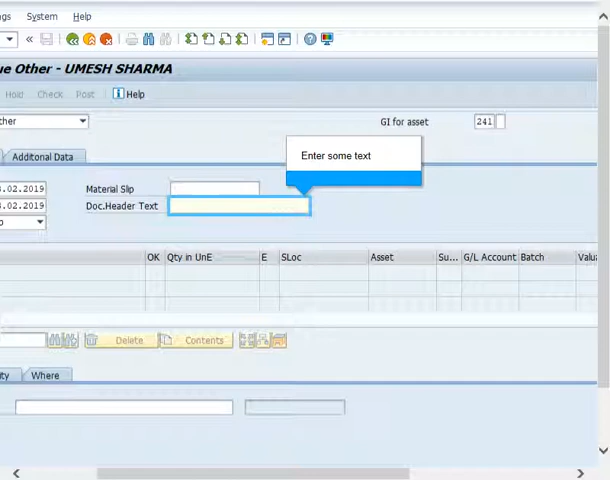 gs System Help
ue Other - UMESH SHARMA
Hold Check Post Help
ther GI for asset 241
Additonal Data
.02.2019 Material Slip
.02.2019 Doc.Header Text
Enter some text
OK Qty in UnE E SLoc Asset Su... G/L Account Batch Valua
Delete Contents
ity Where